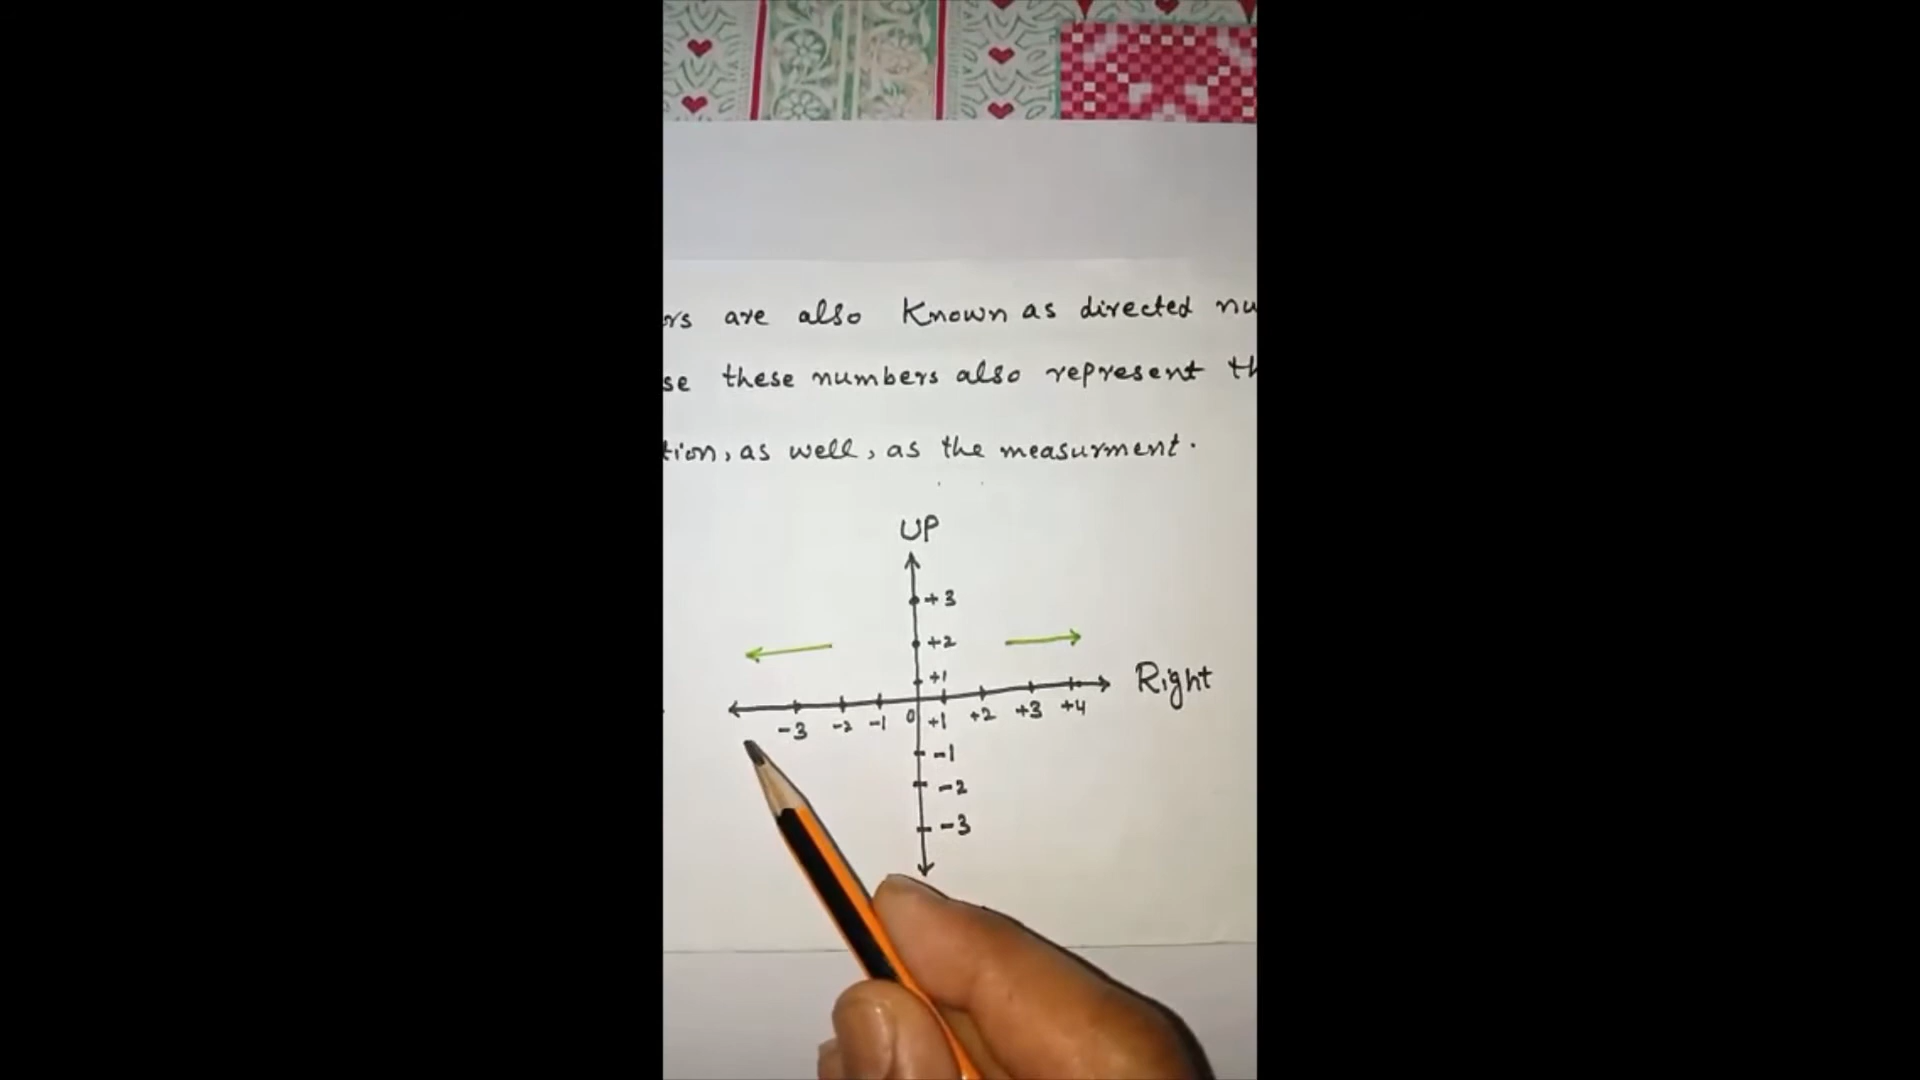 rs are also Known as directed nu
se these numbers also represent th
tion, as well, as the measurment.
UP
+3
+2
+1
Right
-3 -2 -1 0 +1 +2 +3 +4
-1
-2
-3